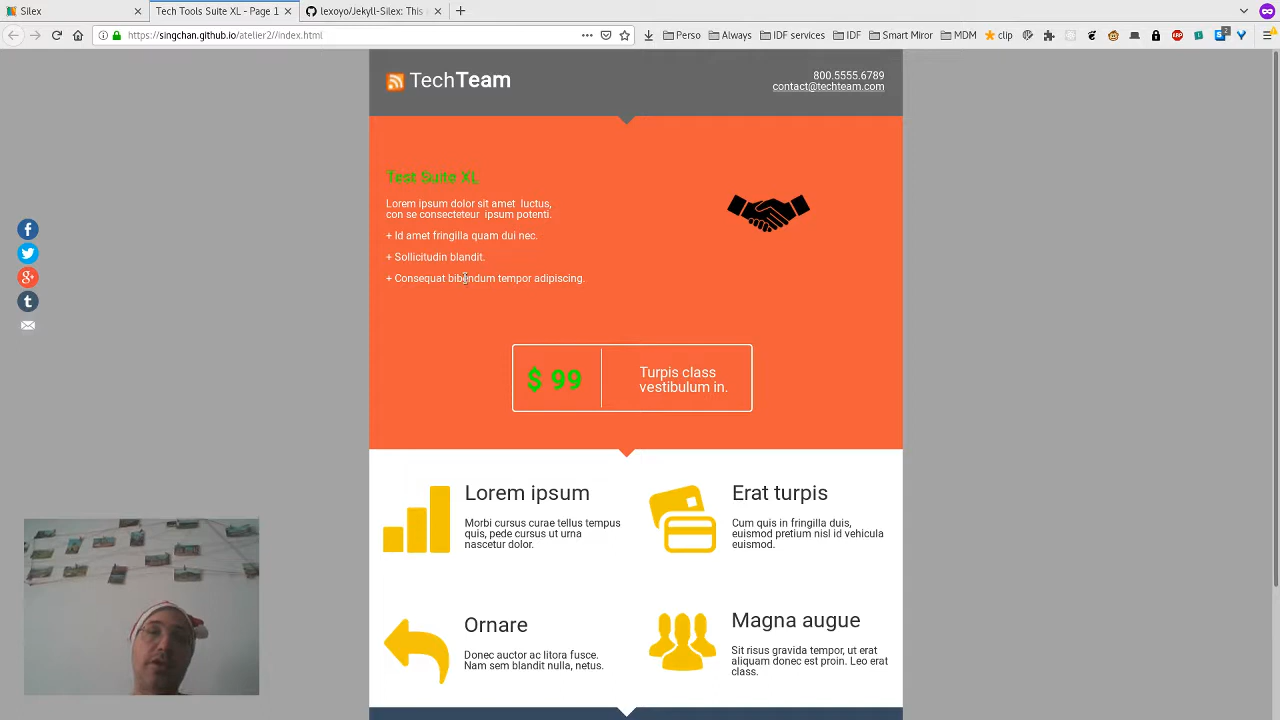 Silex
Tech Tools Suite XL - Page 1
lexoyo/Jekyll-Silex: This
https://singchan.github.io/atelier2//index.html
Perso
Always
IDF services
IDF
Smart Miror
MDM
clip
2
TechTeam
800.5555.6789
contact@techteam.com
Test Suite XL
Lorem ipsum dolor sit amet luctus,
con se consecteteur ipsum potenti.
+ Id amet fringilla quam dui nec.
+ Sollicitudin blandit.
+ Consequat bibendum tempor adipiscing.
$ 99
Turpis class
vestibulum in.
Lorem ipsum
Morbi cursus curae tellus tempus
quis, pede cursus ut urna
nascetur dolor.
Erat turpis
Cum quis in fringilla duis,
euismod pretium nisl id vehicula
euismod.
Ornare
Donec auctor ac litora fusce.
Nam sem blandit nulla, netus.
Magna augue
Sit risus gravida tempor, ut erat
aliquam donec est proin. Leo erat
class.